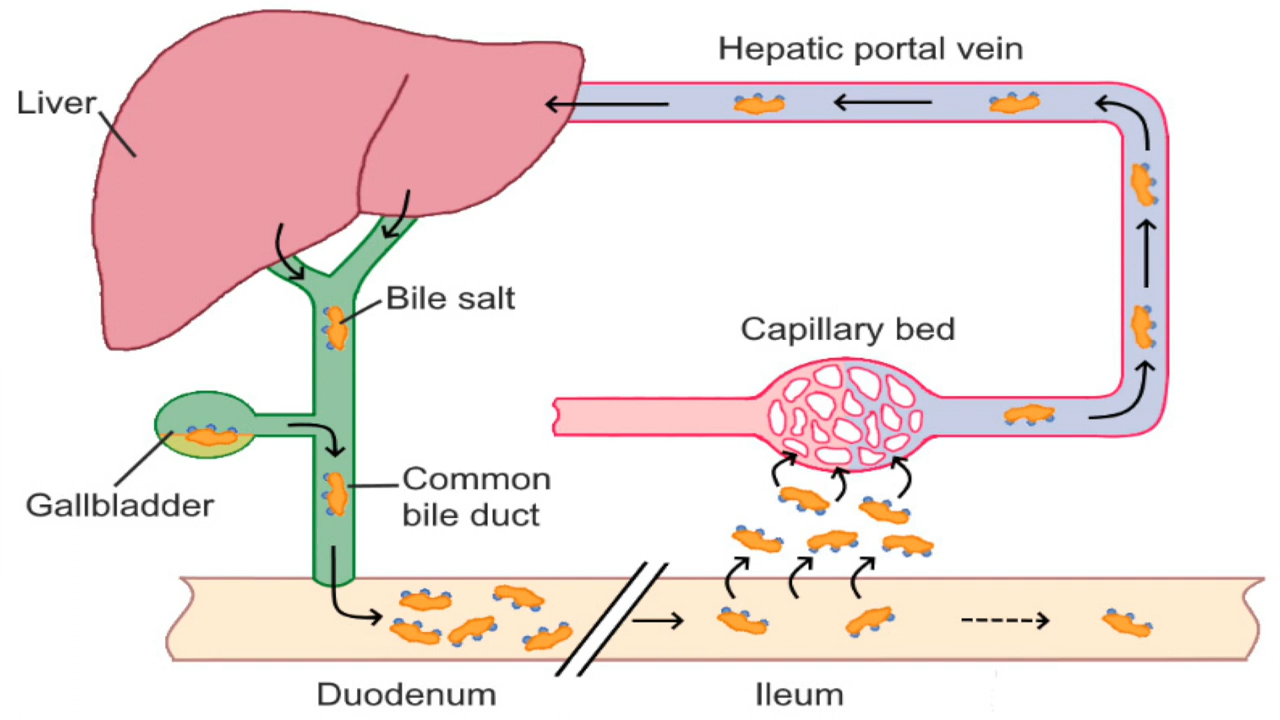 Hepatic portal vein
Liver
Bile salt
Capillary bed
Common
bile duct
Gallbladder
Duodenum
Ileum